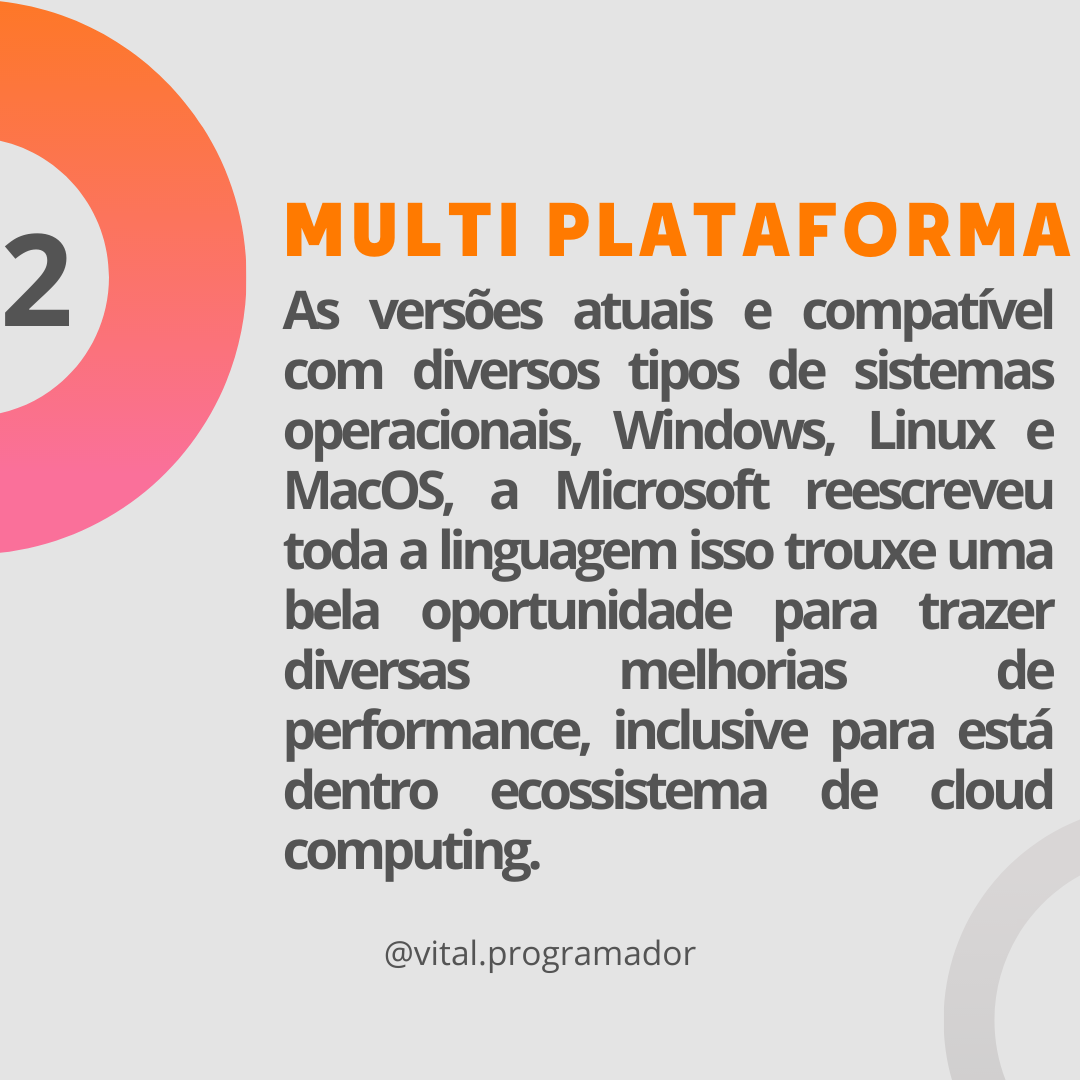 2
MULTI PLATAFORMA
As versões atuais e compatível
com diversos tipos de sistemas
operacionais, Windows, Linux e
MacOS, a Microsoft reescreveu
toda a linguagem isso trouxe uma
bela oportunidade para trazer
diversas melhorias de
performance, inclusive para está
dentro ecossistema de cloud
computing.
@vital.programador